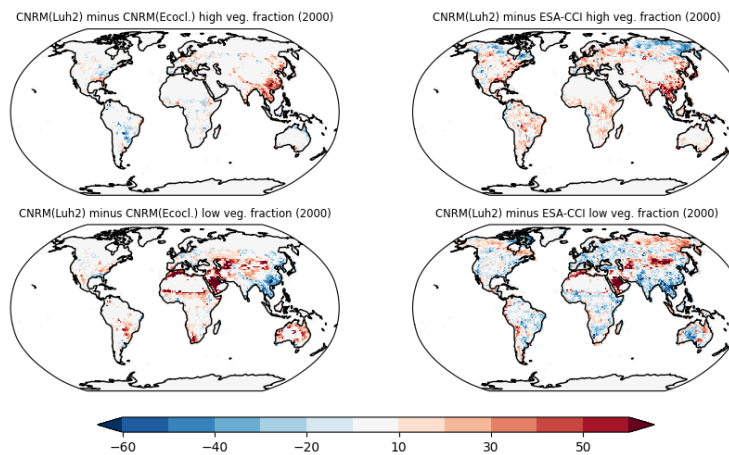 CNRM(Luh2) minus CNRM(Ecocl.) high veg. fraction (2000)
CNRM(Luh2) minus ESA-CCI high veg. fraction (2000)
CNRM(Luh2) minus CNRM(Ecocl.) low veg. fraction (2000)
CNRM(Luh2) minus ESA-CCI low veg. fraction (2000)
−60 −40 −20 10 30 50